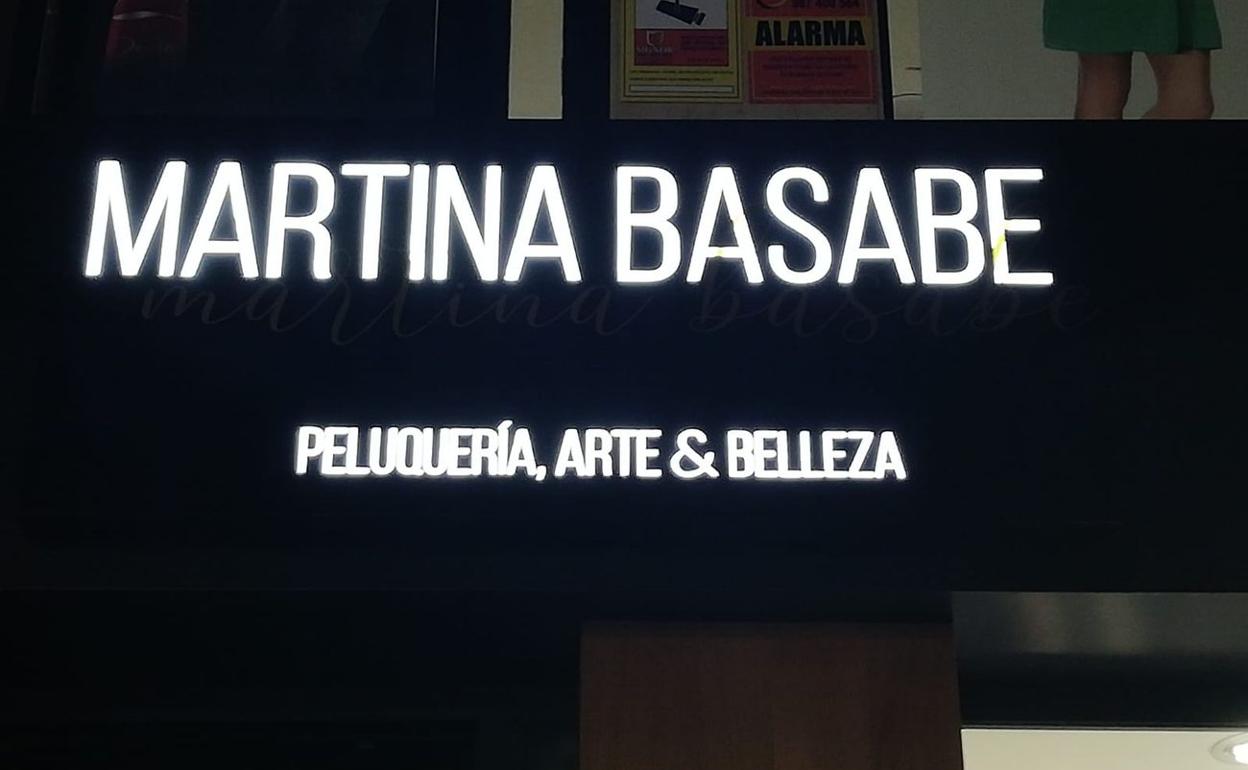 ALARMA
MARTINA BASABE
martina basabe
PELUQUERÍA, ARTE & BELLEZA